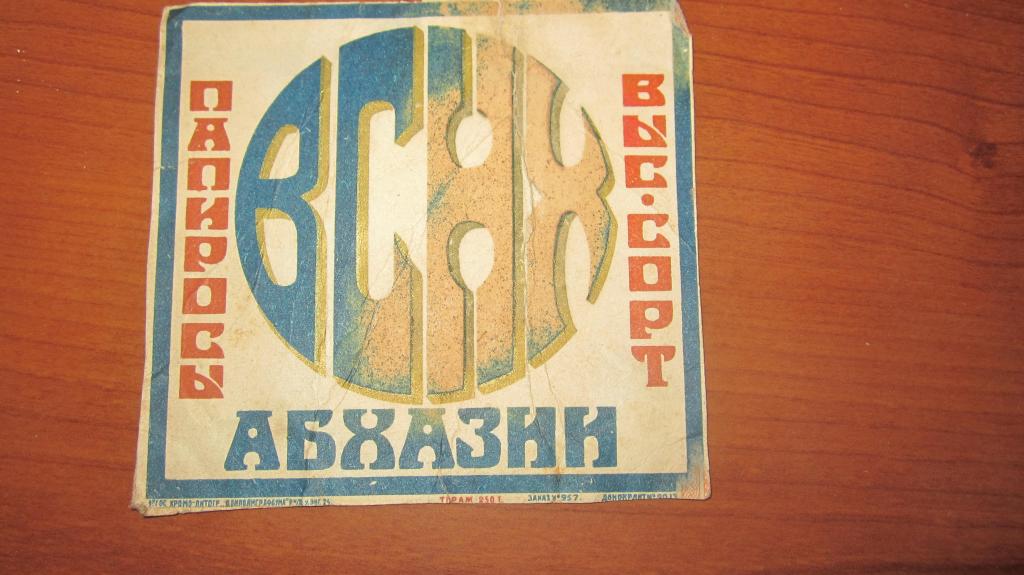 ПАПИРОСЫ
ВСНХ
ВЫС.СОРТ
АБХАЗИИ
ТИРАЖ 250 Т. ЗАКАЗ № 957.